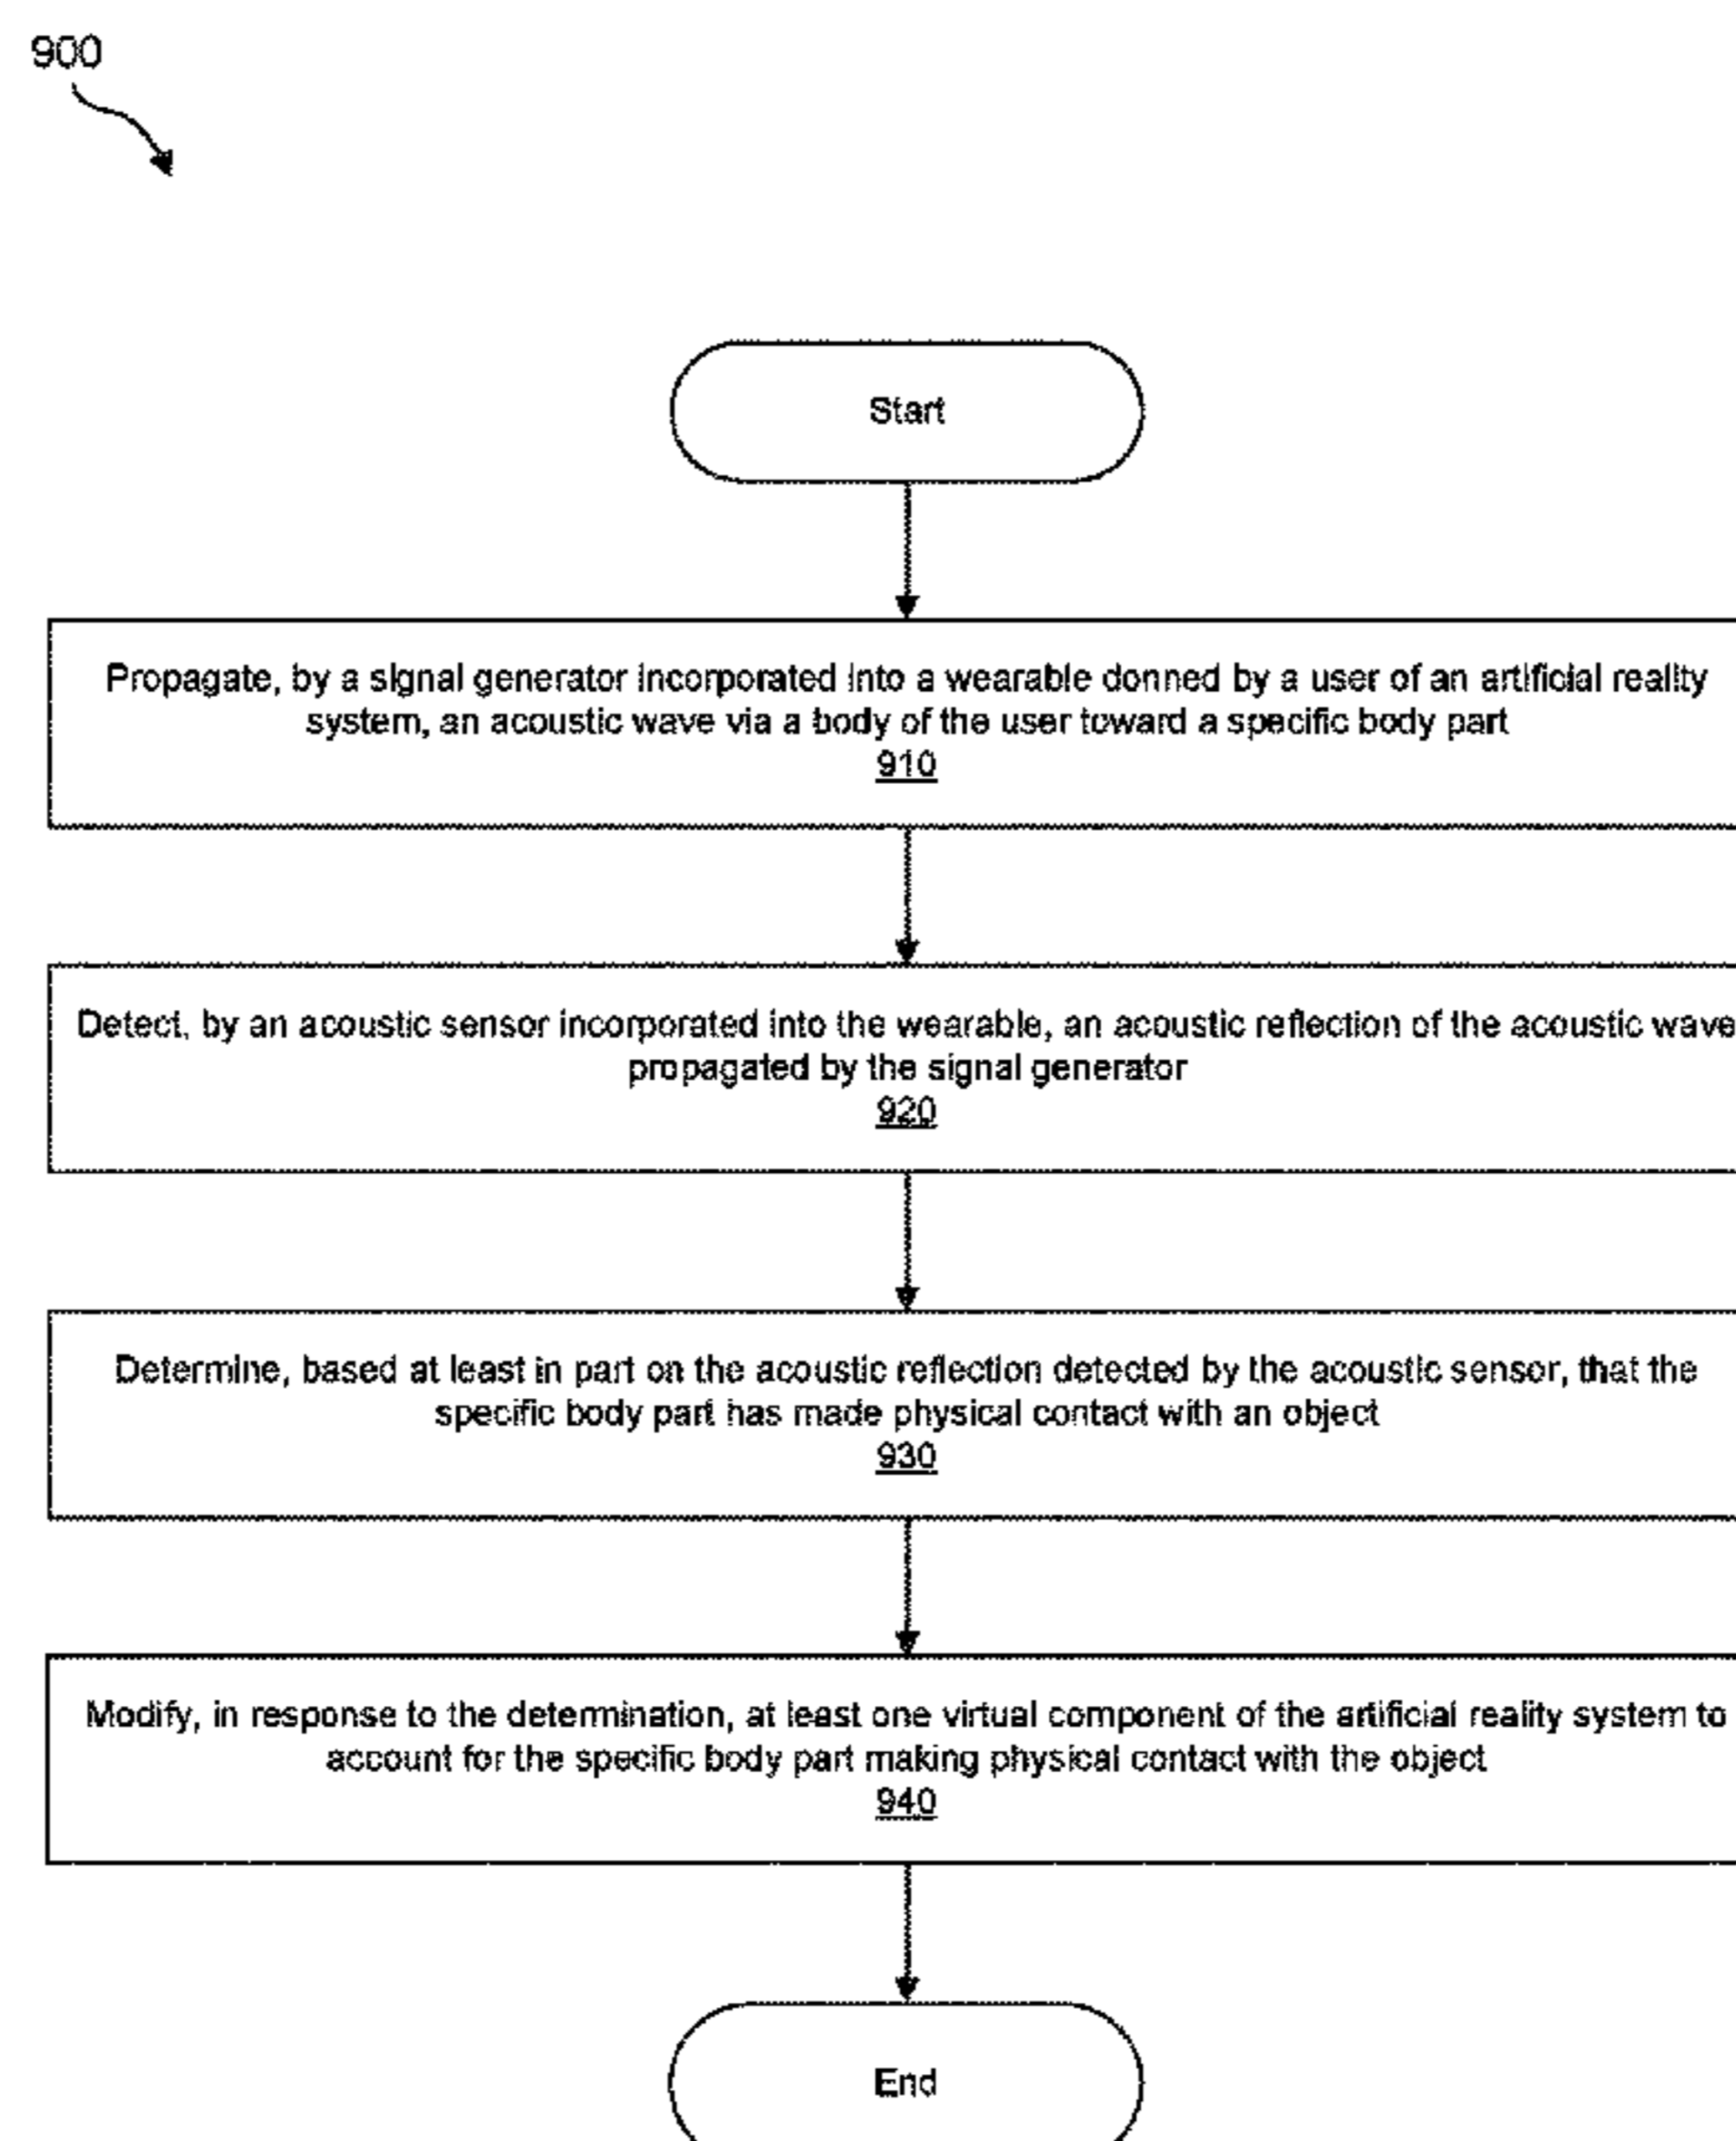 900
Start
Propagate, by a signal generator incorporated into a wearable donned by a user of an artificial reality
system, an acoustic wave via a body of the user toward a specific body part
910
Detect, by an acoustic sensor incorporated into the wearable, an acoustic reflection of the acoustic wave
propagated by the signal generator
920
Determine, based at least in part on the acoustic reflection detected by the acoustic sensor, that the
specific body part has made physical contact with an object
930
Modify, in response to the determination, at least one virtual component of the artificial reality system to
account for the specific body part making physical contact with the object
940
End